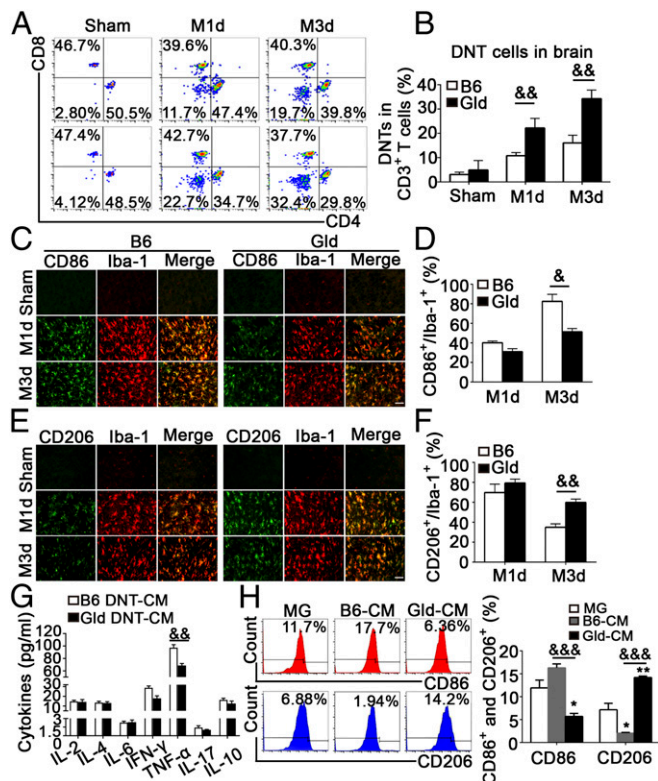 A
Sham M1d M3d
CD8
46.7% 39.6% 40.3%
2.80% 50.5% 11.7% 47.4% 19.7% 39.8%
47.4% 42.7% 37.7%
4.12% 48.5% 22.7% 34.7% 32.4% 29.8%
CD4
B
DNT cells in brain
DNTs in
CD3+ T cells (%)
40
30
20
10
0
B6
Gld
&& &&
Sham M1d M3d
C
B6 Gld
CD86 Iba-1 Merge CD86 Iba-1 Merge
Sham
M1d
M3d
D
CD86+/Iba-1+ (%)
100
80
60
40
20
0
B6
Gld
&
M1d M3d
E
CD206 Iba-1 Merge CD206 Iba-1 Merge
Sham
M1d
M3d
F
CD206+/Iba-1+ (%)
100
80
60
40
20
0
B6
Gld
&&
M1d M3d
G
B6 DNT-CM
Gld DNT-CM
Cytokines (pg/ml)
120
100
80
60
50
40
30
20
10
3
1.5
0
&&
IL-2 IL-4 IL-6 IFN-γ TNF-α IL-17 IL-10
H
MG B6-CM Gld-CM
Count
11.7% 17.7% 6.36%
CD86
Count
6.88% 1.94% 14.2%
CD206
CD86+ and CD206+ (%)
20
15
10
5
0
MG
B6-CM
Gld-CM
&&& &&&
* * **
CD86 CD206